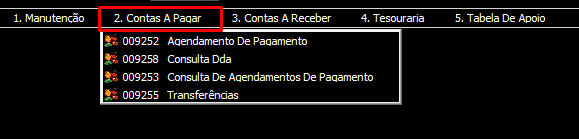 1. Manutenção 2. Contas A Pagar 3. Contas A Receber 4. Tesouraria 5. Tabela De Apoio
009252 Agendamento De Pagamento
009258 Consulta Dda
009253 Consulta De Agendamentos De Pagamento
009255 Transferências